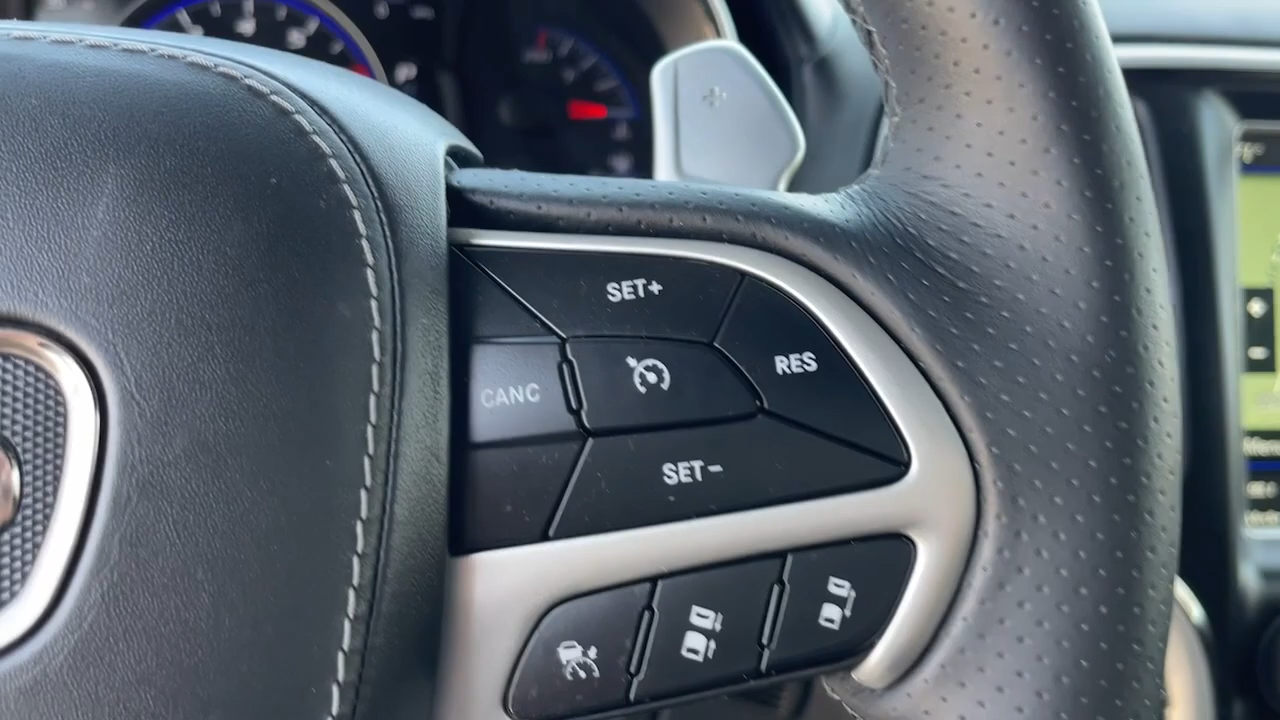 P
+
SET+
RES
CANC
SET-